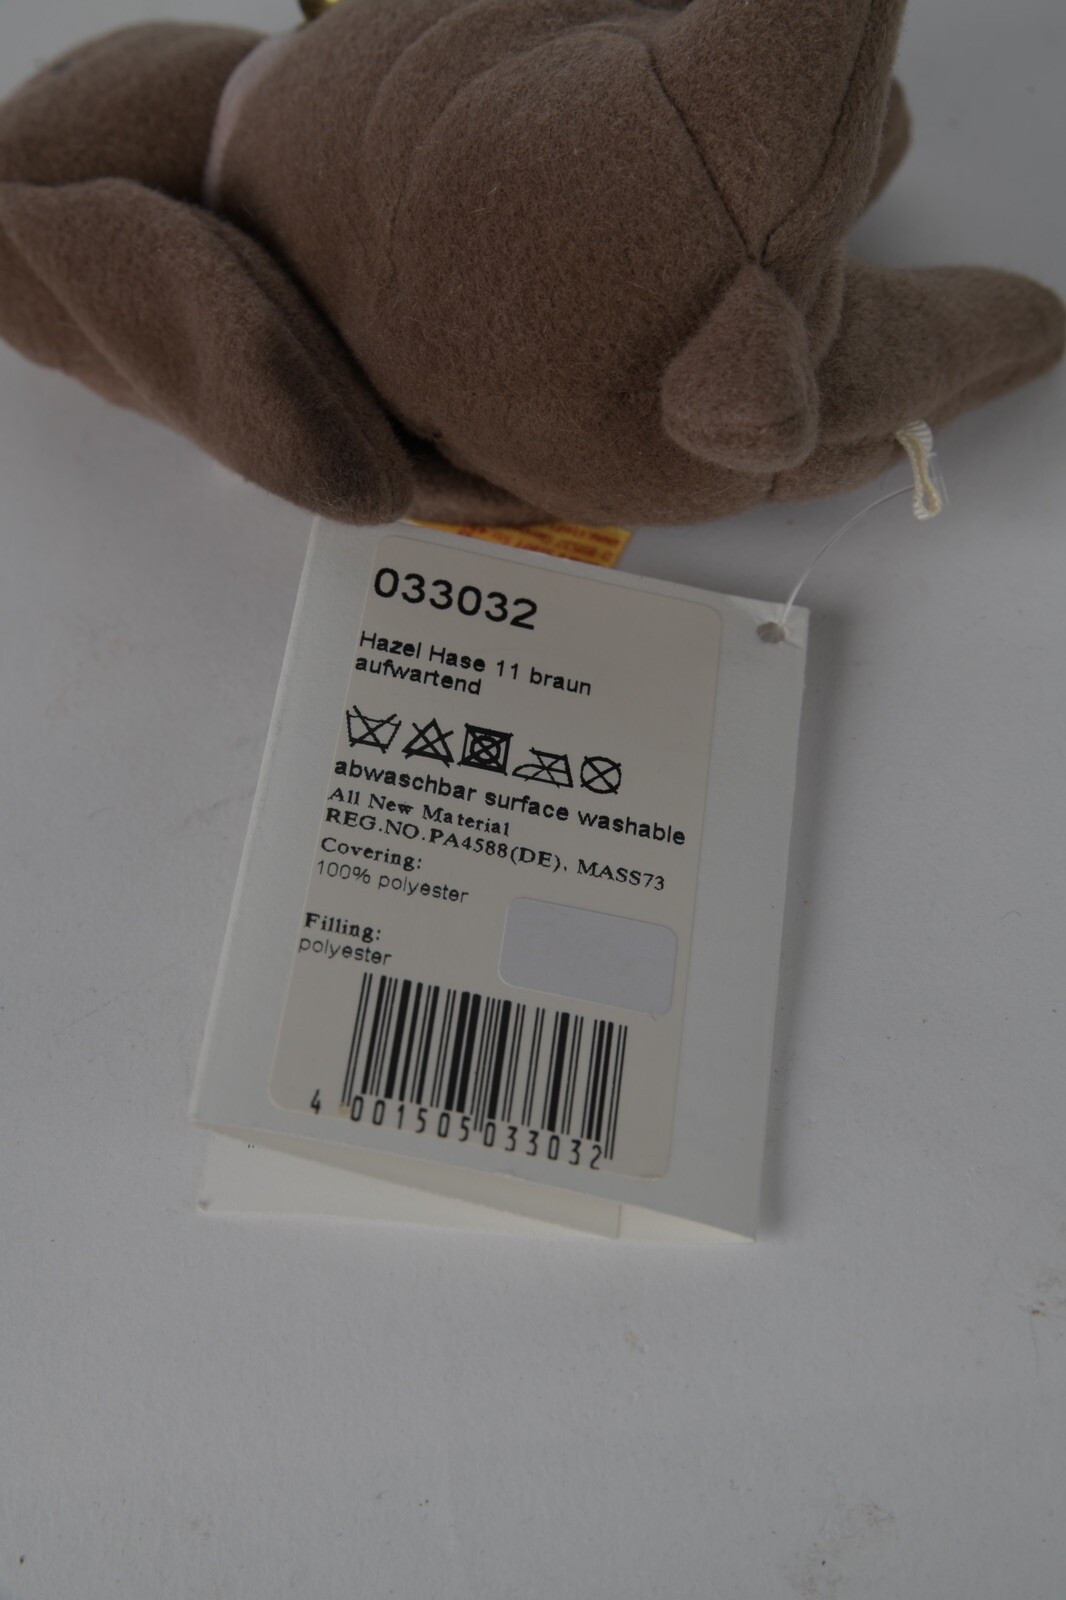 033032
Hazel Hase 11 braun
aufwartend
abwaschbar surface washable
All New Material
REG.NO.PA4588(DE), MASS73
Covering:
100% polyester
Filling:
polyester
4 001505 033032